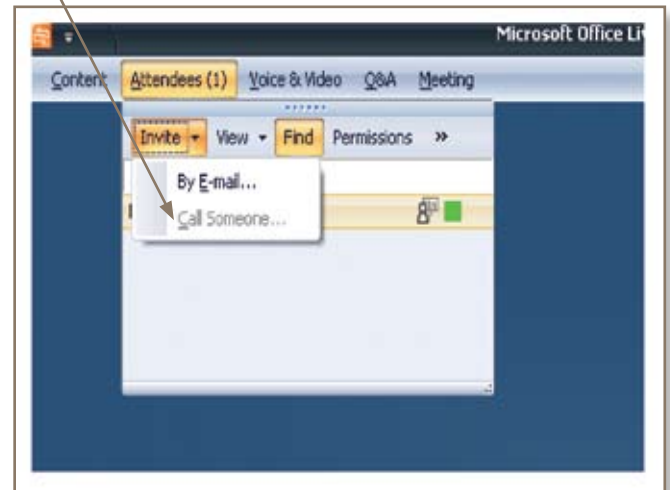 Microsoft Office Li
Content Attendees (1) Voice & Video Q&A Meeting
Invite View Find Permissions »
By E-mail...
Call Someone...